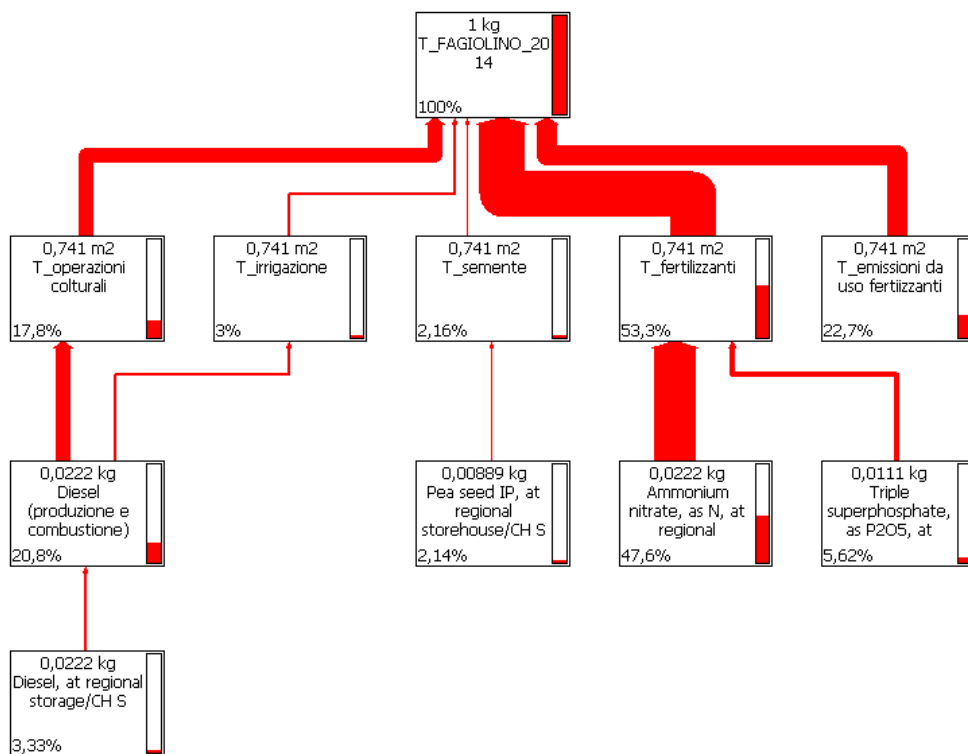 1 kg
T_FAGIOLINO_20
14
100%
0,741 m2
T_operazioni
colturali
17,8%
0,741 m2
T_irrigazione
3%
0,741 m2
T_semente
2,16%
0,741 m2
T_fertilizzanti
53,3%
0,741 m2
T_emissioni da
uso fertiizzanti
22,7%
0,0222 kg
Diesel
(produzione e
combustione)
20,8%
0,00889 kg
Pea seed IP, at
regional
storehouse/CH S
2,14%
0,0222 kg
Ammonium
nitrate, as N, at
regional
47,6%
0,0111 kg
Triple
superphosphate,
as P2O5, at
5,62%
0,0222 kg
Diesel, at regional
storage/CH S
3,33%